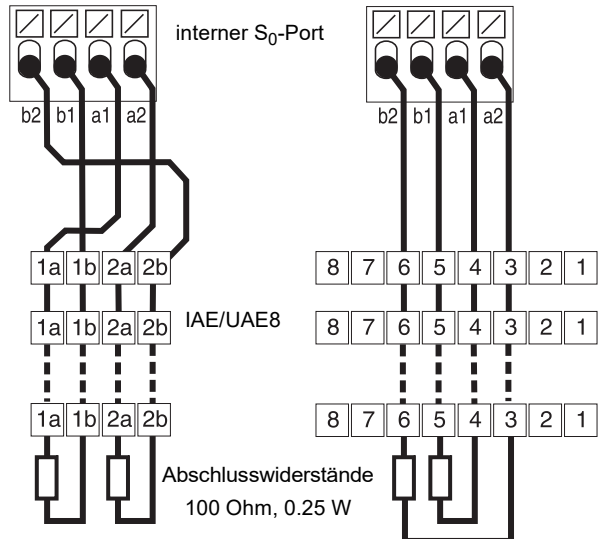 interner S0-Port
b2 b1 a1 a2
b2 b1 a1 a2
1a 1b 2a 2b
8 7 6 5 4 3 2 1
1a 1b 2a 2b
IAE/UAE8
8 7 6 5 4 3 2 1
1a 1b 2a 2b
8 7 6 5 4 3 2 1
Abschlusswiderstände
100 Ohm, 0.25 W